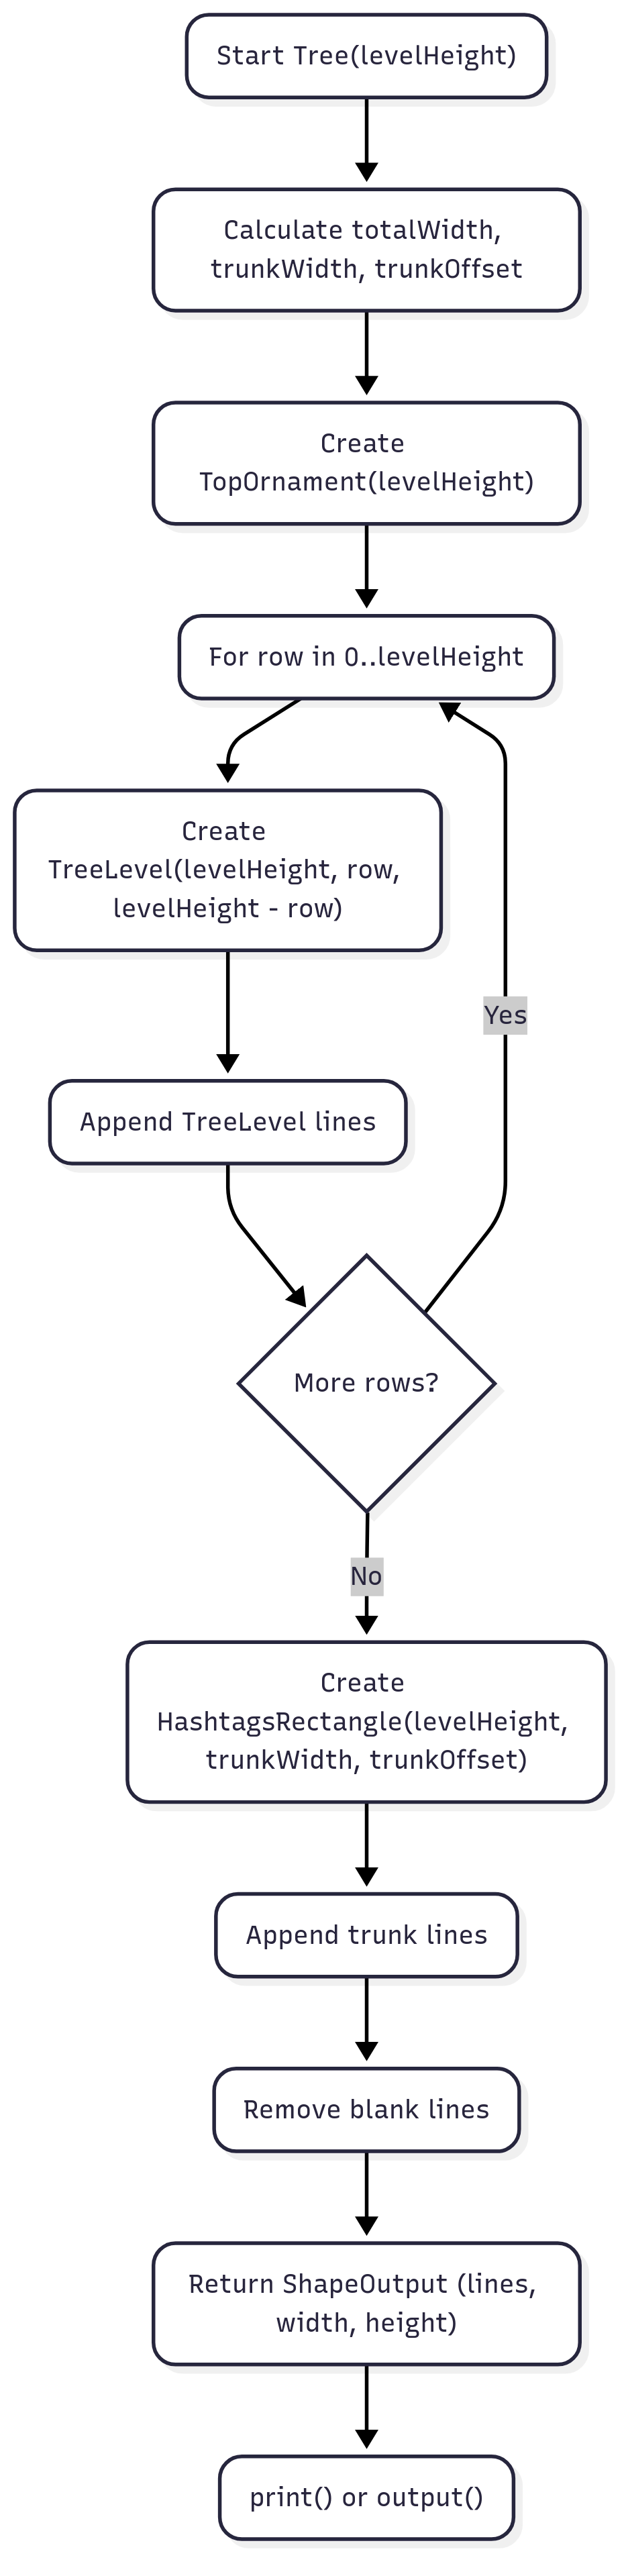 Start Tree(levelHeight)
Calculate totalWidth,
trunkWidth, trunkOffset
Create
TopOrnament(levelHeight)
For row in 0..levelHeight
Create
TreeLevel(levelHeight, row,
levelHeight - row)
Yes
Append TreeLevel lines
More rows?
No
Create
HashtagsRectangle(levelHeight,
trunkWidth, trunkOffset)
Append trunk lines
Remove blank lines
Return ShapeOutput (lines,
width, height)
print() or output()